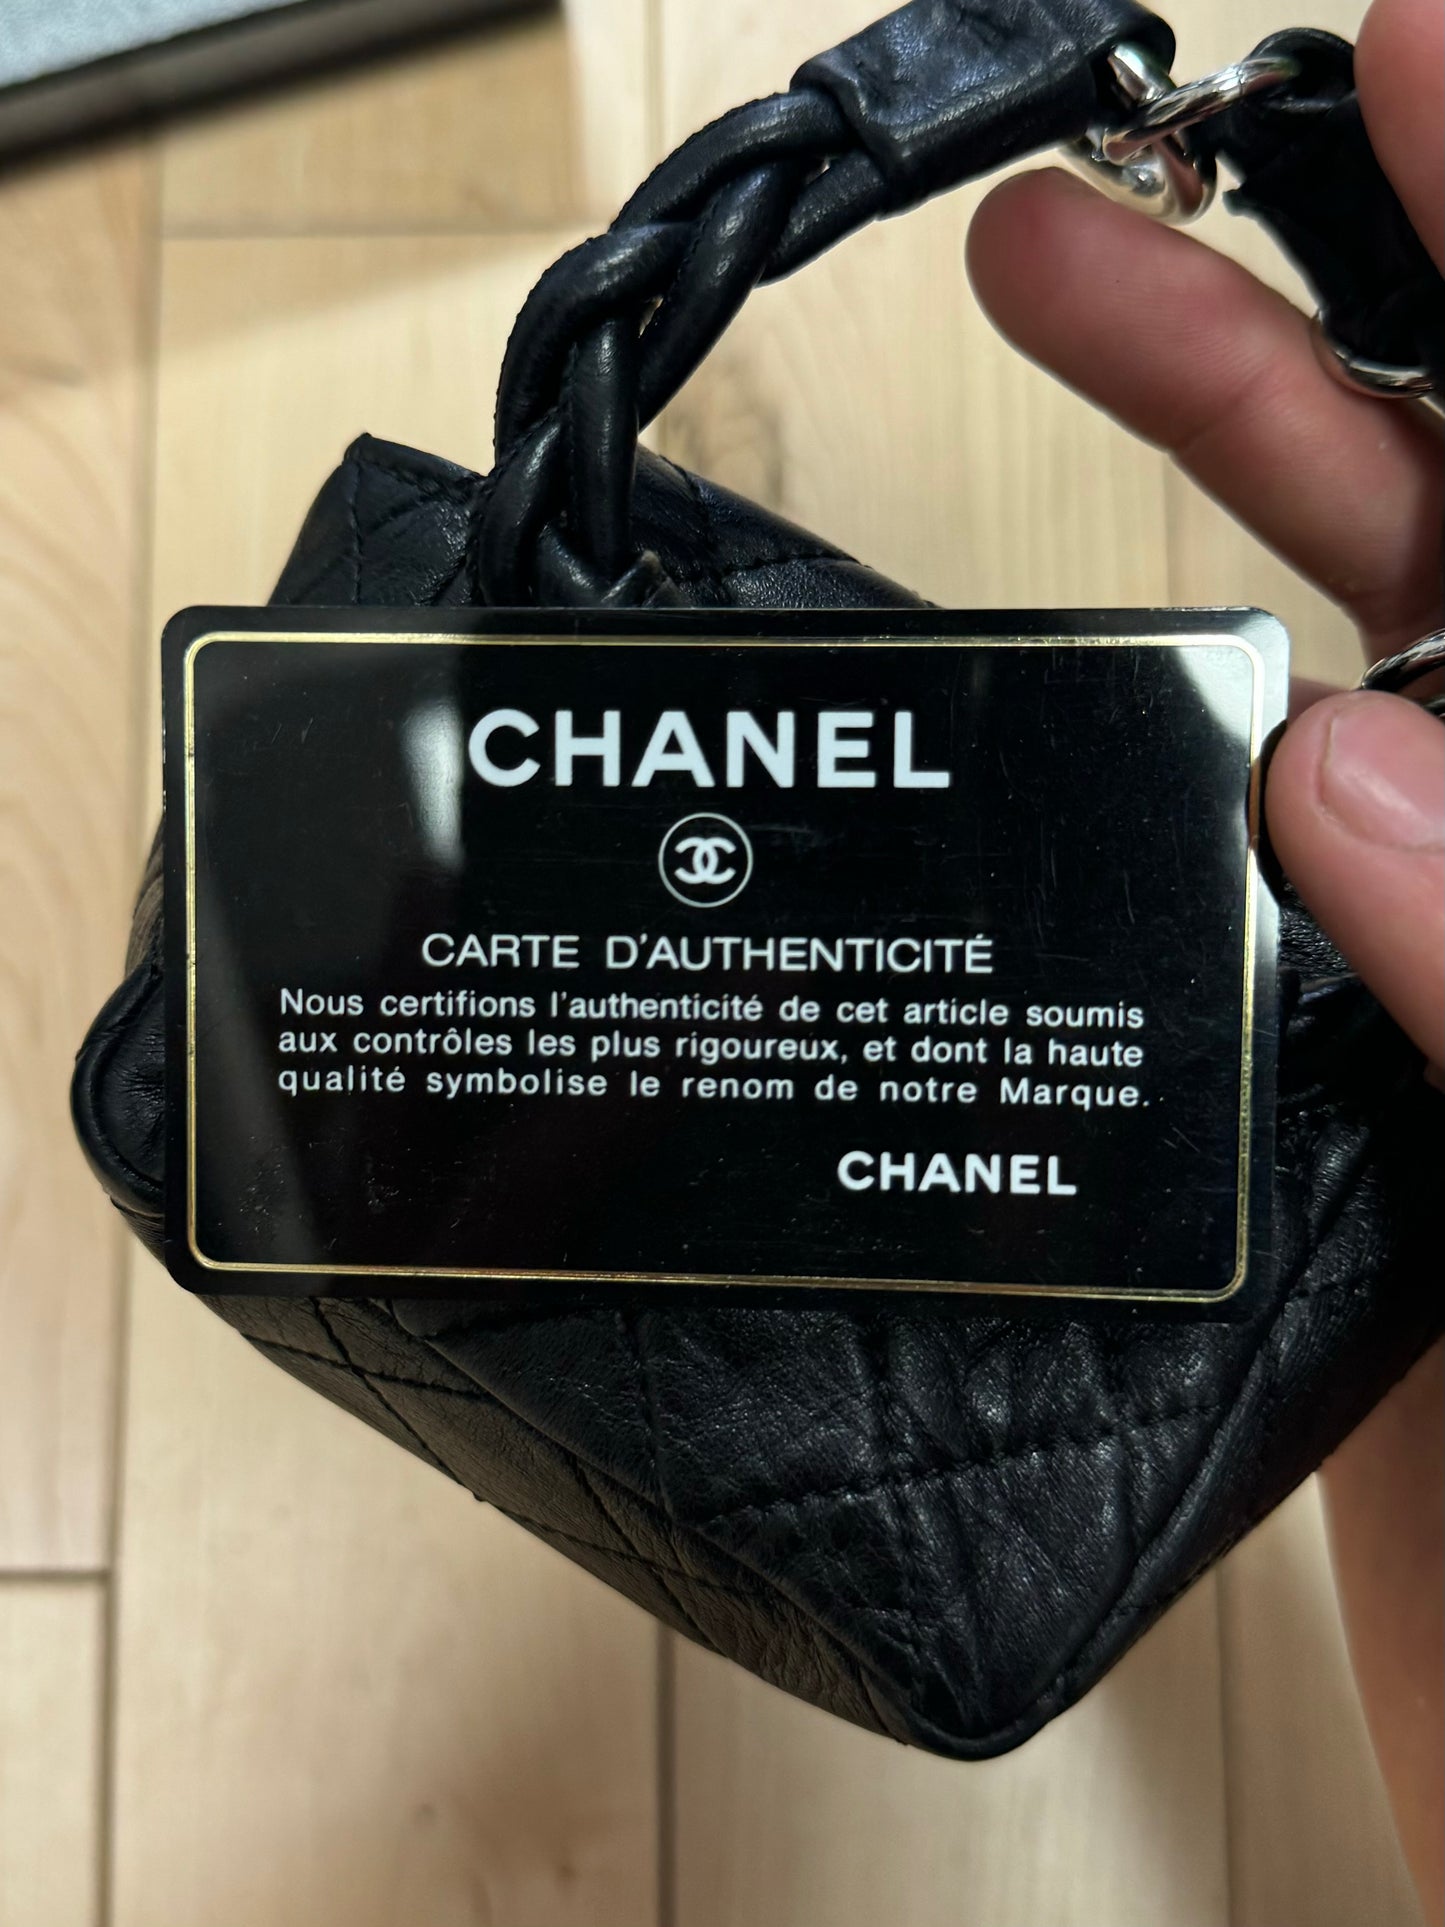 CHANEL
CARTE D'AUTHENTICITÉ
Nous certifions l'authenticité de cet article soumis
aux contrôles les plus rigoureux, et dont la haute
qualité symbolise le renom de notre Marque.
CHANEL